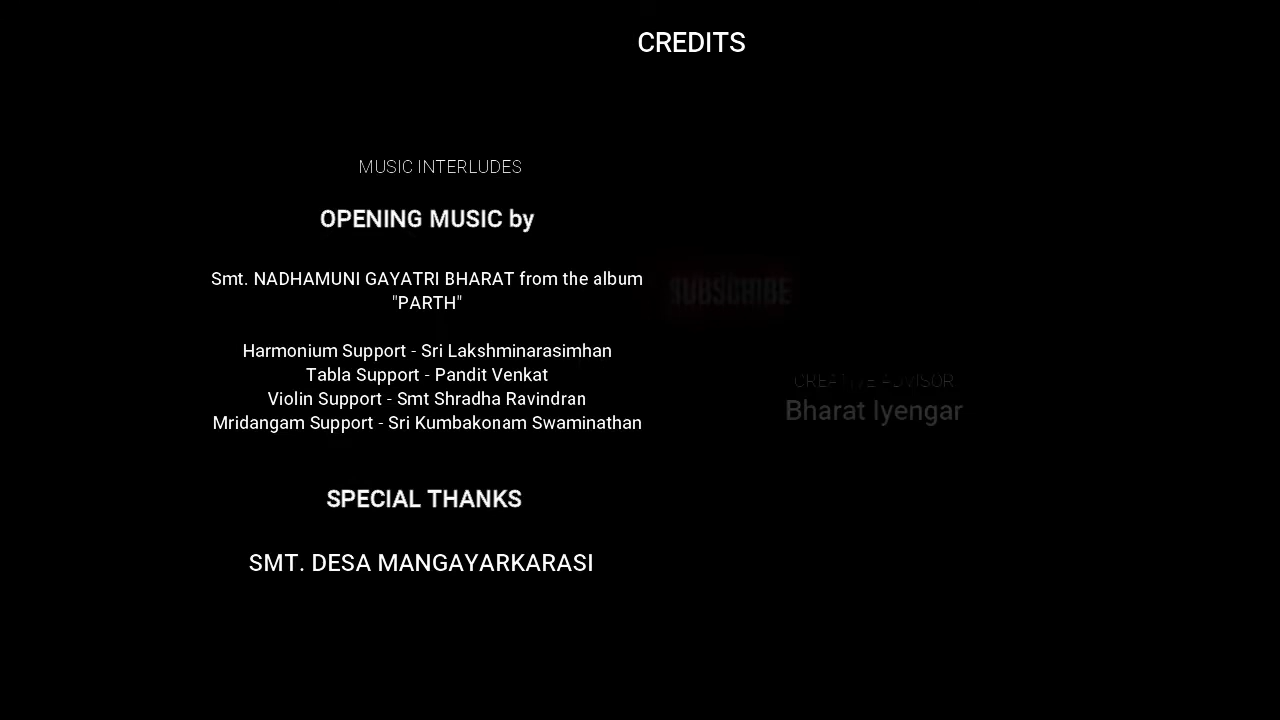 CREDITS
MUSIC INTERLUDES
OPENING MUSIC by
Smt. NADHAMUNI GAYATRI BHARAT from the album
"PARTH"
Harmonium Support - Sri Lakshminarasimhan
Tabla Support - Pandit Venkat
Violin Support - Smt Shradha Ravindran
Mridangam Support - Sri Kumbakonam Swaminathan
SPECIAL THANKS
SMT. DESA MANGAYARKARASI
SUBSCRIBE
CREATIVE ADVISOR
Bharat Iyengar